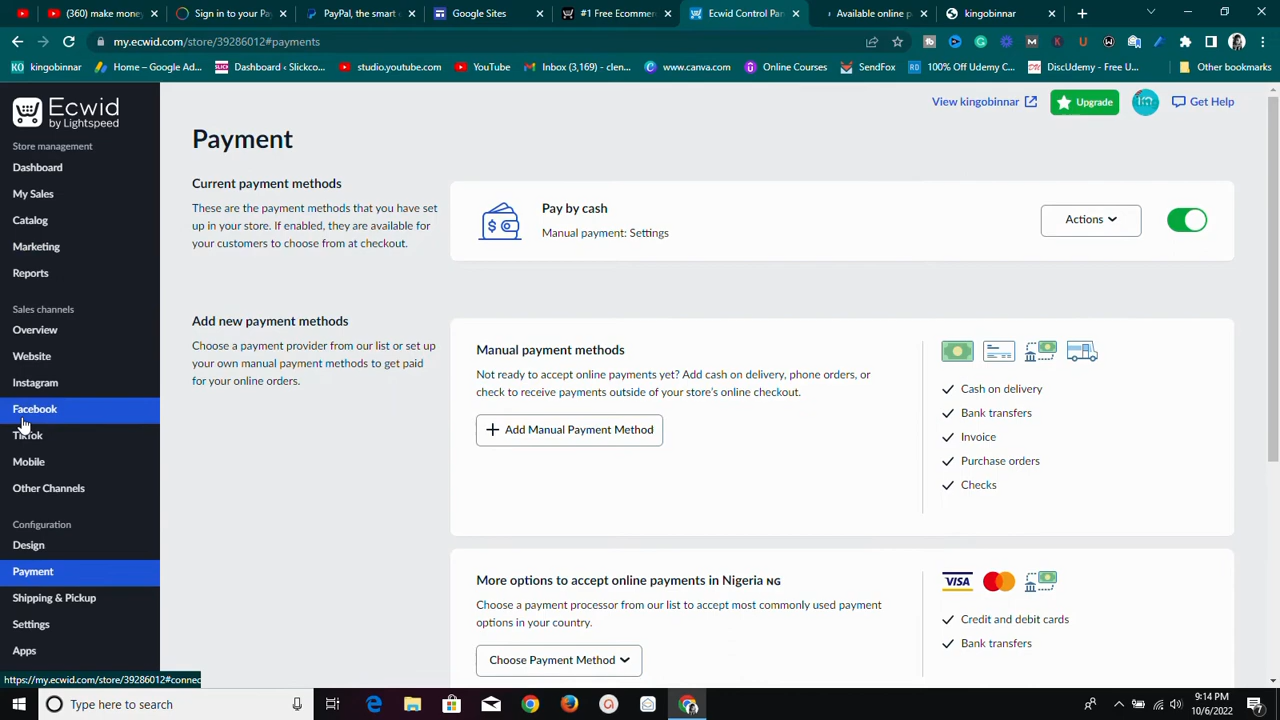 (360) make money
Sign in to your Pa
PayPal, the smart
Google Sites
#1 Free Ecommer
Ecwid Control Pan
Available online p
kingobinnar
my.ecwid.com/store/39286012#payments
KO kingobinnar
Home – Google Ad...
Dashboard ‹ Slickco...
studio.youtube.com
YouTube
Inbox (3,169) - clen...
www.canva.com
Online Courses
SendFox
RD 100% Off Udemy C...
DiscUdemy - Free U...
Other bookmarks
Ecwid
by Lightspeed
View kingobinnar
Upgrade
im
Get Help
Store management
Dashboard
My Sales
Catalog
Marketing
Reports
Sales channels
Overview
Website
Instagram
Facebook
TikTok
Mobile
Other Channels
Configuration
Design
Payment
Shipping & Pickup
Settings
Apps
https://my.ecwid.com/store/39286012#connec
Payment
Current payment methods
These are the payment methods that you have set
up in your store. If enabled, they are available for
your customers to choose from at checkout.
Pay by cash
Manual payment: Settings
Actions
Add new payment methods
Choose a payment provider from our list or set up
your own manual payment methods to get paid
for your online orders.
Manual payment methods
Not ready to accept online payments yet? Add cash on delivery, phone orders, or
check to receive payments outside of your store's online checkout.
Add Manual Payment Method
Cash on delivery
Bank transfers
Invoice
Purchase orders
Checks
More options to accept online payments in Nigeria NG
Choose a payment processor from our list to accept most commonly used payment
options in your country.
Choose Payment Method
VISA
Credit and debit cards
Bank transfers
Type here to search
9:14 PM
10/6/2022